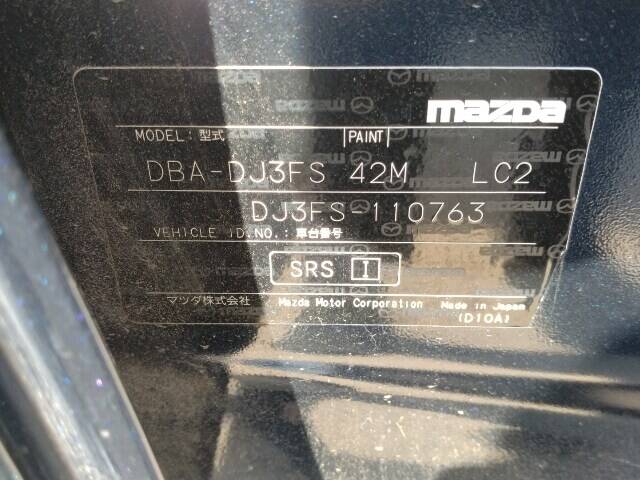 mazda
MODEL: 型式 PAINT
DBA-DJ3FS 42M LC2
DJ3FS-110763
VEHICLE ID.NO.: 車台番号
SRS I
マツダ株式会社 Mazda Motor Corporation Made in Japan
(D10A)